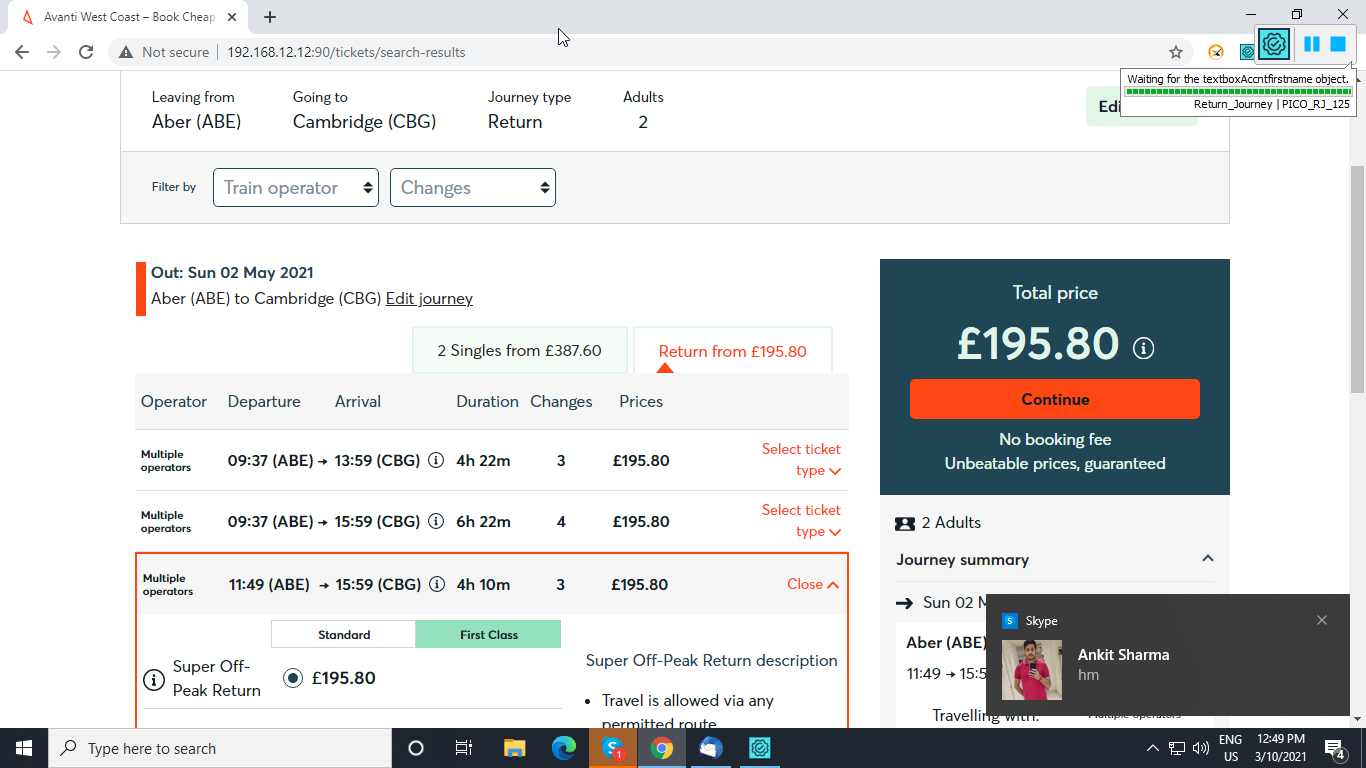 Avanti West Coast – Book Cheap
Not secure
192.168.12.12:90/tickets/search-results
Waiting for the textboxAccntfirstname object.
Return_Journey | PICO_RJ_125
Leaving from Going to Journey type Adults
Aber (ABE) Cambridge (CBG) Return 2
Filter by Train operator Changes
Out: Sun 02 May 2021
Aber (ABE) to Cambridge (CBG) Edit journey
2 Singles from £387.60 Return from £195.80
Operator Departure Arrival Duration Changes Prices
Multiple operators 09:37 (ABE) → 13:59 (CBG) 4h 22m 3 £195.80 Select ticket type
Multiple operators 09:37 (ABE) → 15:59 (CBG) 6h 22m 4 £195.80 Select ticket type
Multiple operators 11:49 (ABE) → 15:59 (CBG) 4h 10m 3 £195.80 Close
Standard First Class
Super Off-Peak Return £195.80
Super Off-Peak Return description
• Travel is allowed via any
permitted route
Total price
£195.80
Continue
No booking fee
Unbeatable prices, guaranteed
2 Adults
Journey summary
→ Sun 02
Aber (ABE)
11:49 → 15:5
Travelling with:
Skype
Ankit Sharma
hm
Type here to search
1
ENG
US
12:49 PM
3/10/2021
4